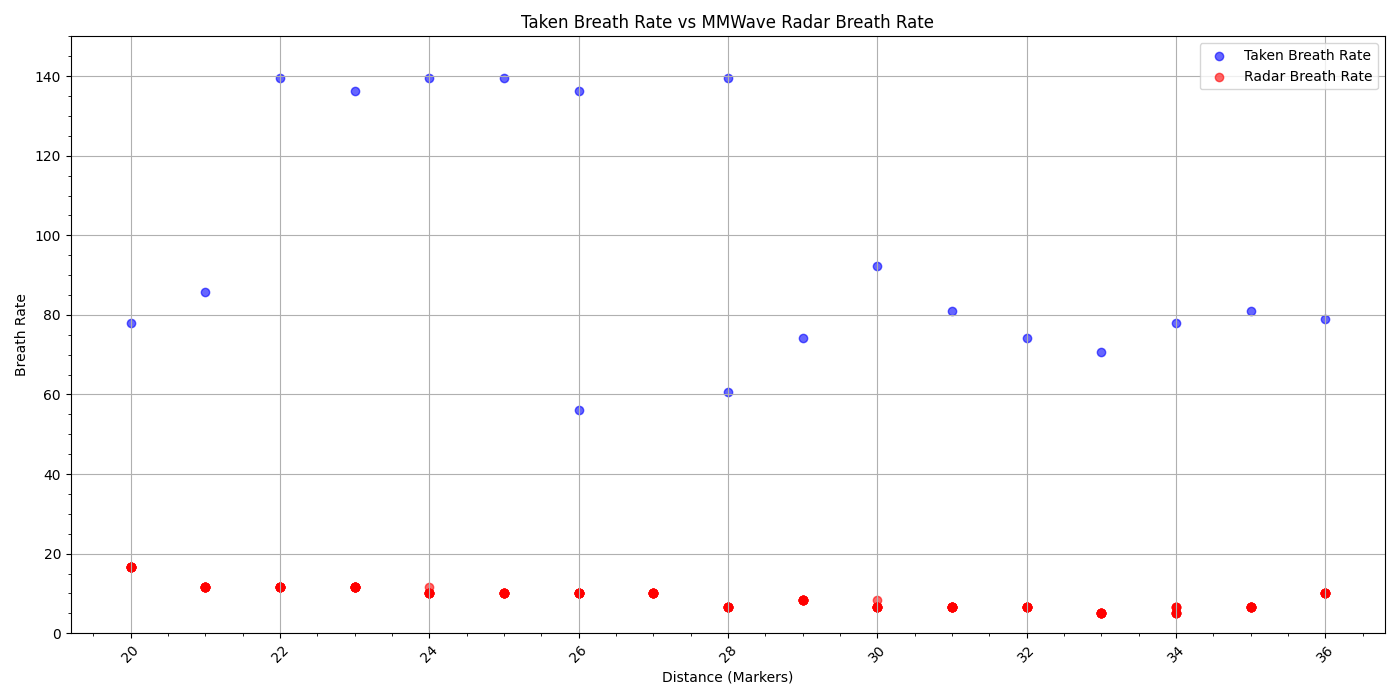 Taken Breath Rate vs MMWave Radar Breath Rate
Taken Breath Rate
Radar Breath Rate
Breath Rate
140
120
100
80
60
40
20
0
20 22 24 26 28 30 32 34 36
Distance (Markers)